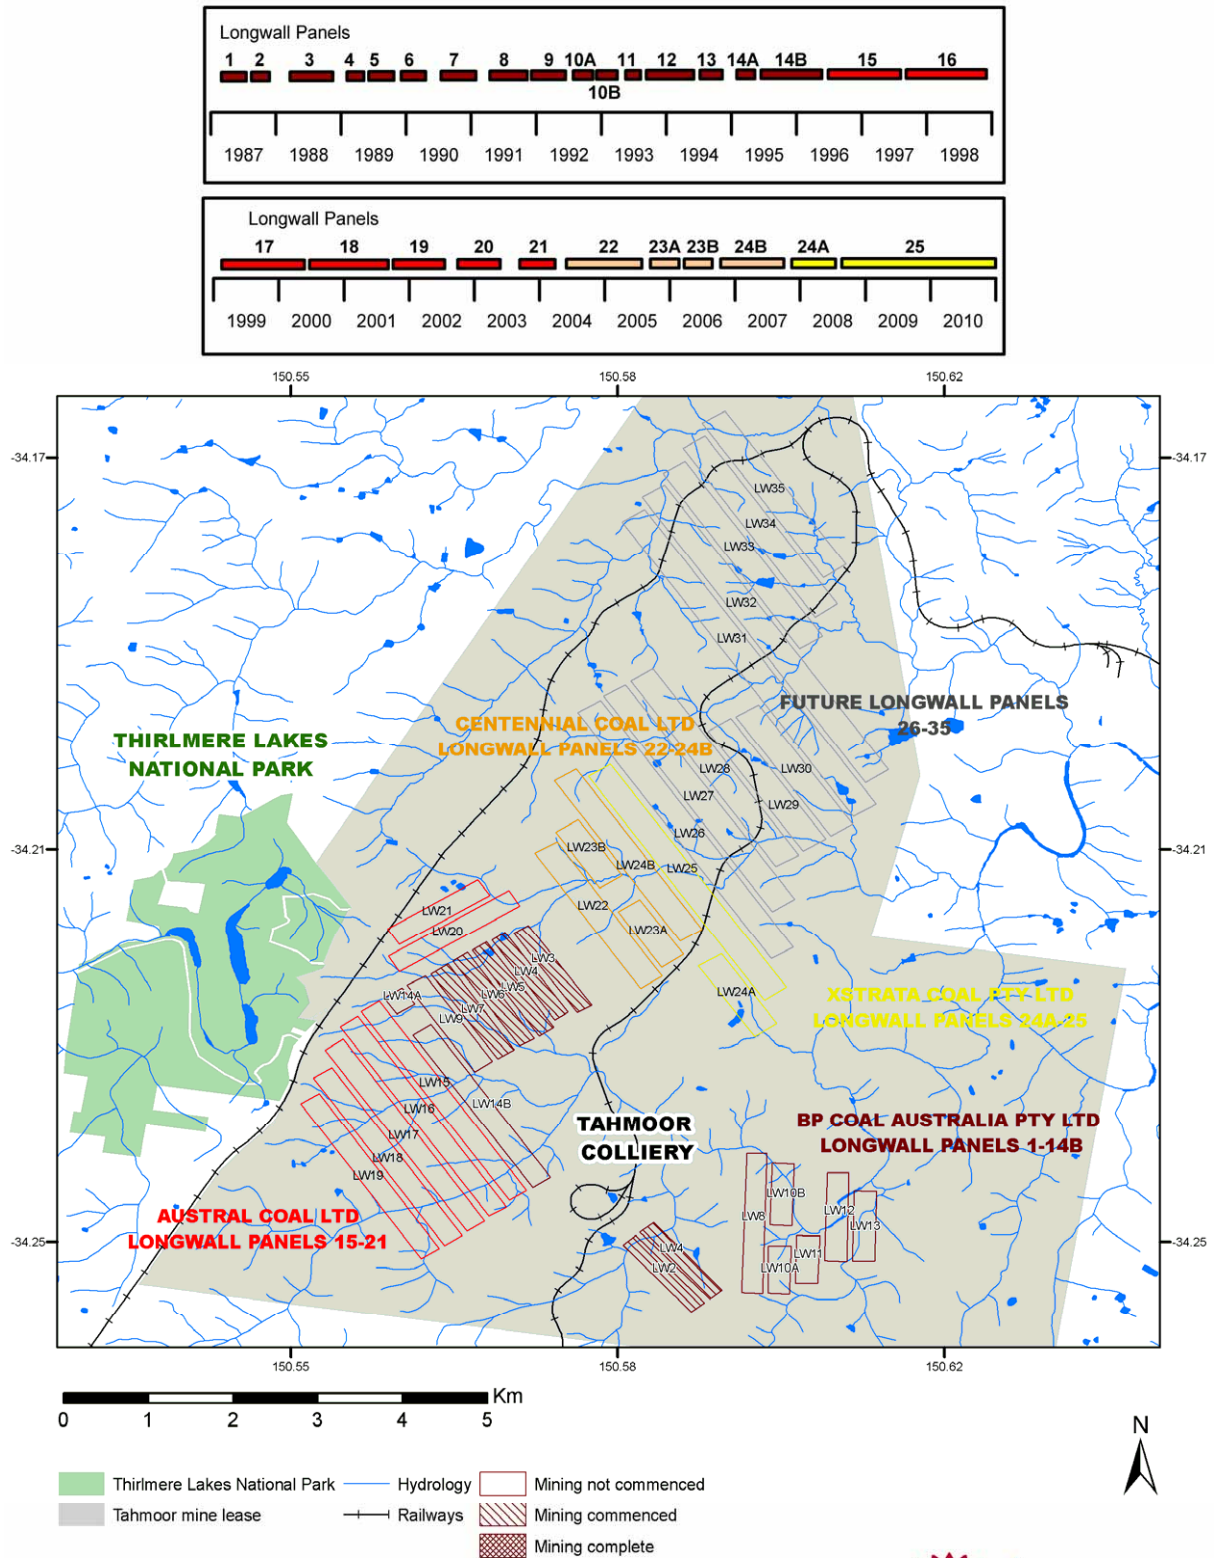 Longwall Panels
1 2 3 4 5 6 7 8 9 10A 11 12 13 14A 14B 15 16
10B
1987 1988 1989 1990 1991 1992 1993 1994 1995 1996 1997 1998
Longwall Panels
17 18 19 20 21 22 23A 23B 24B 24A 25
1999 2000 2001 2002 2003 2004 2005 2006 2007 2008 2009 2010
150.55 150.58 150.62
-34.17 -34.17
LW35
LW34
LW33
LW32
LW31
FUTURE LONGWALL PANELS
26-35
CENTENNIAL COAL LTD
LONGWALL PANELS 22-24B
THIRLMERE LAKES
NATIONAL PARK
LW28 LW30
LW27 LW29
LW26
-34.21 -34.21
LW23B
LW24B LW25
LW22
LW21
LW20 LW23A
LW3
LW4
LW5
LW6
LW14A LW7
LW9
LW24A
XSTRATA COAL PTY LTD
LONGWALL PANELS 24A-25
LW15
LW14B
LW16
LW17
LW18
LW19
TAHMOOR
COLLIERY
BP COAL AUSTRALIA PTY LTD
LONGWALL PANELS 1-14B
AUSTRAL COAL LTD
LONGWALL PANELS 15-21
LW10B
LW8 LW12 LW13
-34.25 -34.25
LW4 LW11
LW2 LW10A
150.55 150.58 150.62
Km
0 1 2 3 4 5
N
Thirlmere Lakes National Park Hydrology Mining not commenced
Tahmoor mine lease Railways Mining commenced
Mining complete